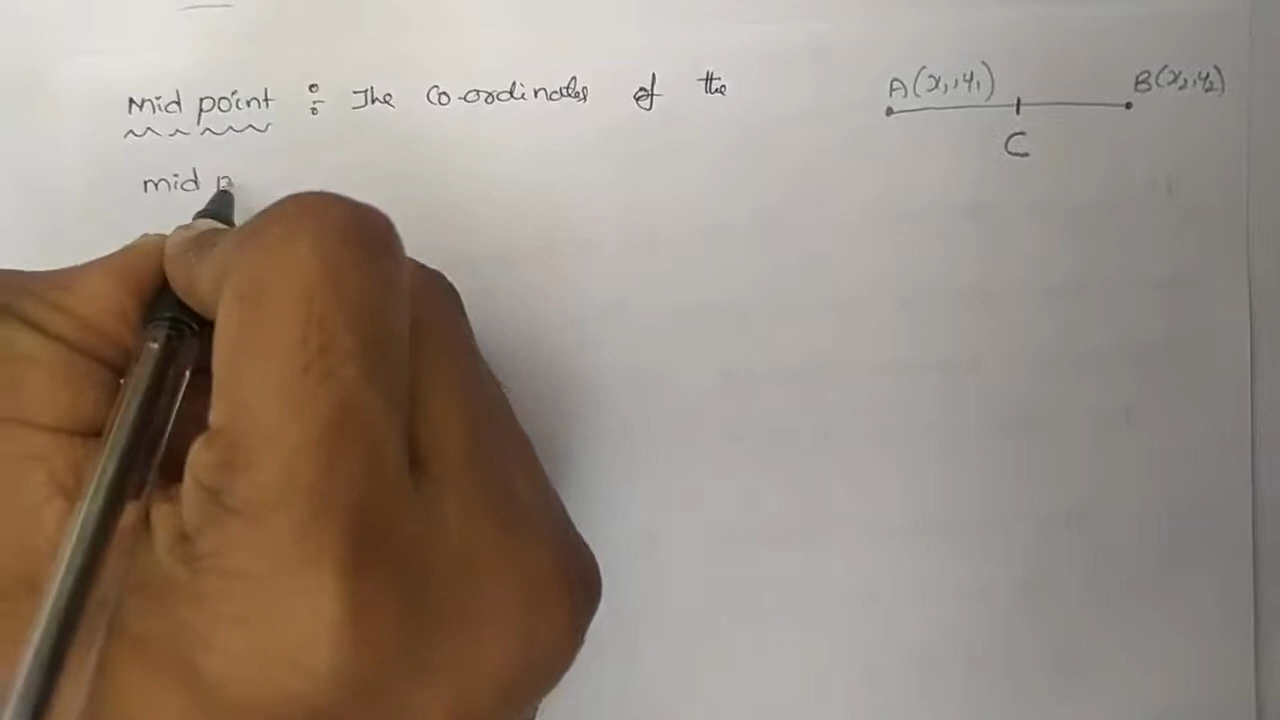 Mid point : The Co-ordinates of the
mid p
A(x₁,y₁)
B(x₂,y₂)
C